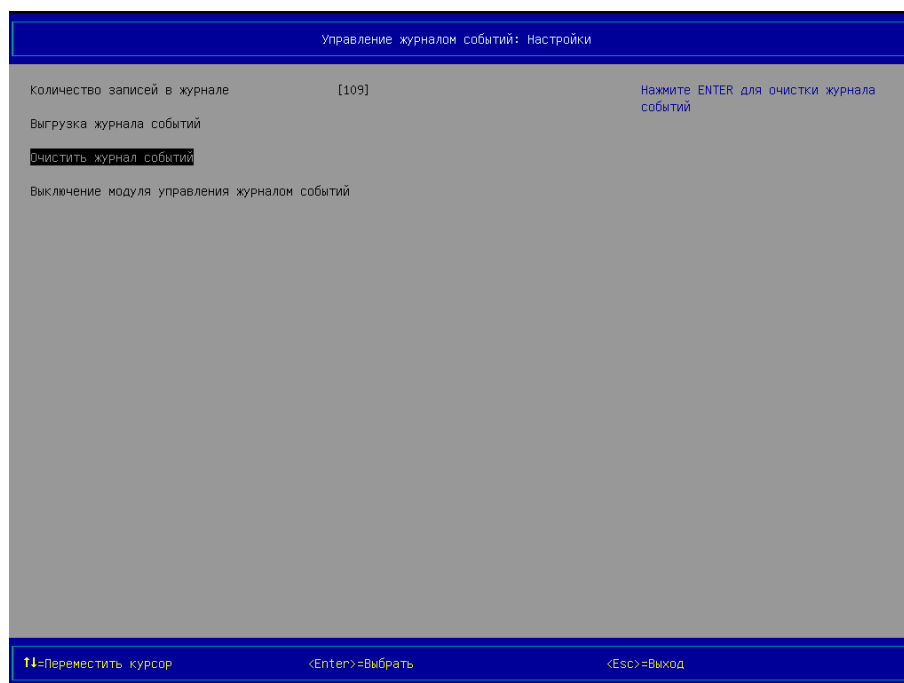 Управление журналом событий: Настройки
Количество записей в журнале [109]
Нажмите ENTER для очистки журнала
событий
Выгрузка журнала событий
Очистить журнал событий
Выключение модуля управления журналом событий
↑↓=Переместить курсор <Enter>=Выбрать <Esc>=Выход